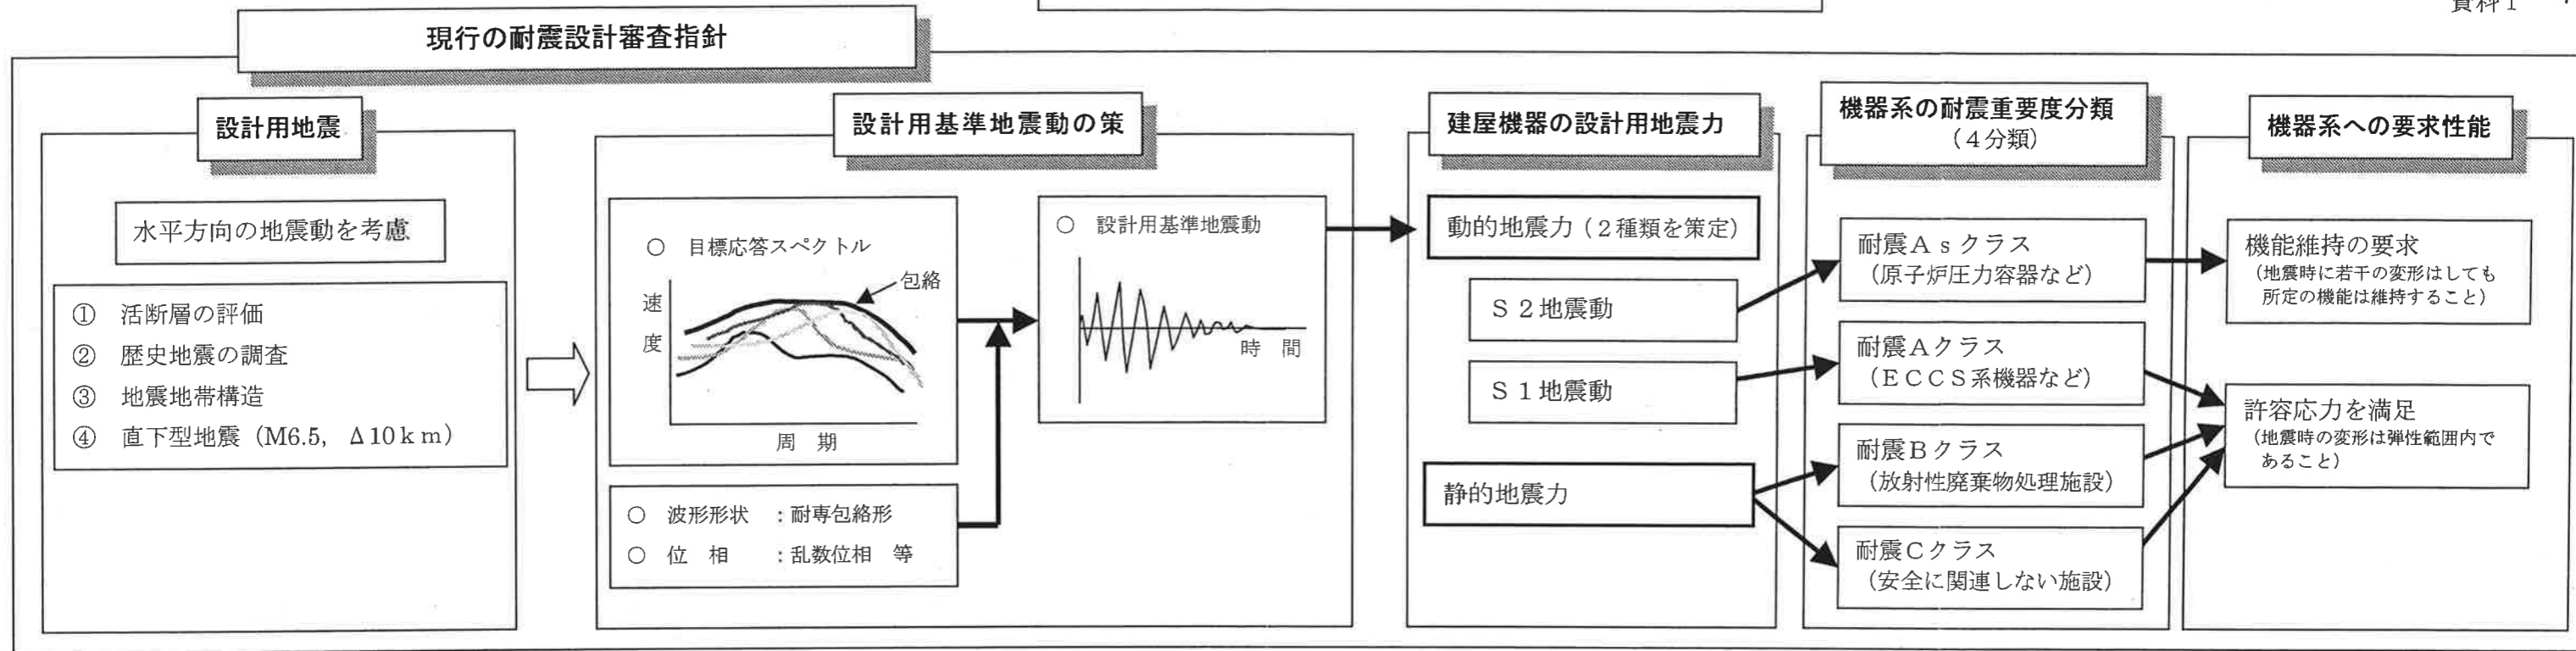 資料1
現行の耐震設計審査指針
設計用地震
水平方向の地震動を考慮
① 活断層の評価
② 歴史地震の調査
③ 地震地帯構造
④ 直下型地震（M6.5, Δ10km）
設計用基準地震動の策
○ 目標応答スペクトル
包絡
速度
周 期
○ 波形形状 ：耐専包絡形
○ 位 相 ：乱数位相 等
○ 設計用基準地震動
時 間
建屋機器の設計用地震力
動的地震力（２種類を策定）
Ｓ２地震動
Ｓ１地震動
静的地震力
機器系の耐震重要度分類
（４分類）
耐震Ａｓクラス
（原子炉圧力容器など）
耐震Ａクラス
（ＥＣＣＳ系機器など）
耐震Ｂクラス
（放射性廃棄物処理施設）
耐震Ｃクラス
（安全に関連しない施設）
機器系への要求性能
機能維持の要求
（地震時に若干の変形はしても
所定の機能は維持すること）
許容応力を満足
（地震時の変形は弾性範囲内で
あること）